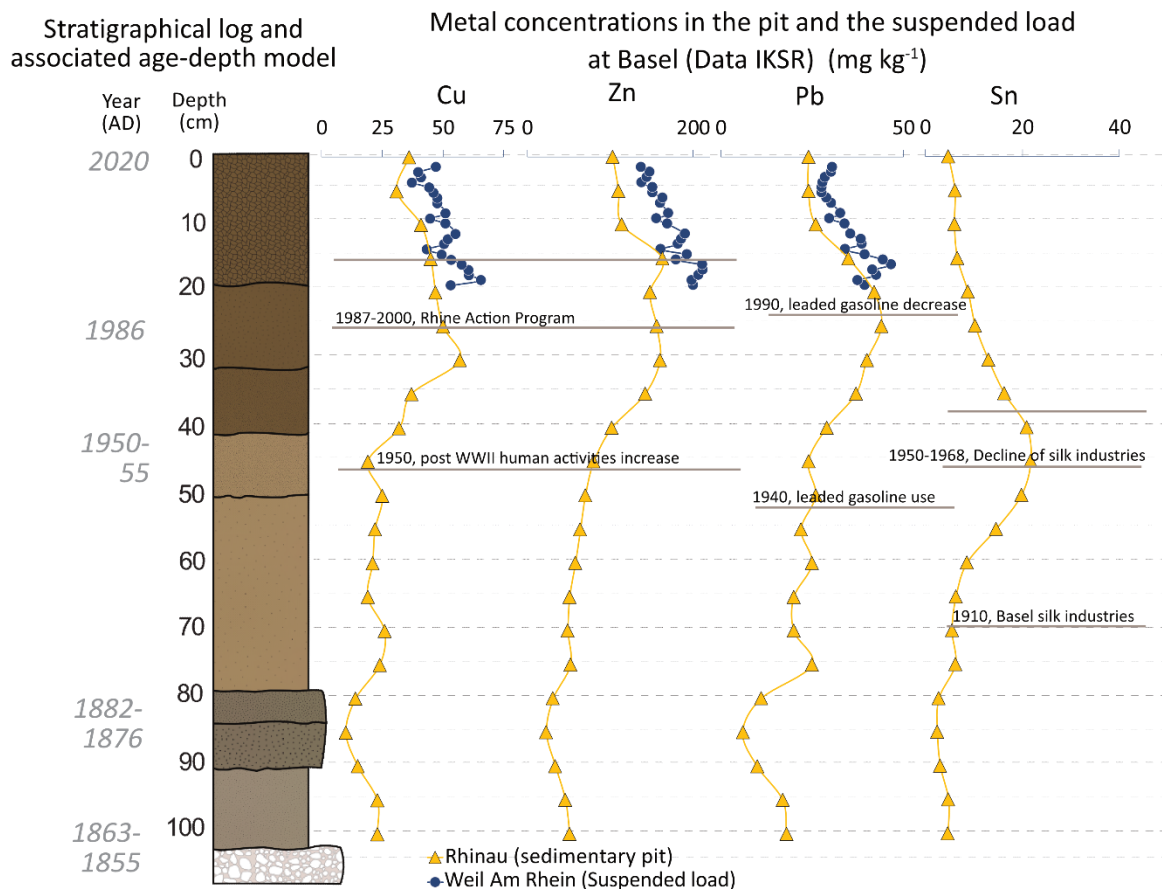 Stratigraphical log and
associated age-depth model
Metal concentrations in the pit and the suspended load
at Basel (Data IKSR) (mg kg-1)
Year
(AD)
Depth
(cm)
Cu
Zn
Pb
Sn
0 25 50 75 0 200 0 50 0 20 40
2020
0
10
20
1990, leaded gasoline decrease
1987-2000, Rhine Action Program
1986
30
40
1950-
55
1950, post WWII human activities increase
1950-1968, Decline of silk industries
50
1940, leaded gasoline use
60
1910, Basel silk industries
70
80
1882-
1876
90
100
1863-
1855
Rhinau (sedimentary pit)
Weil Am Rhein (Suspended load)